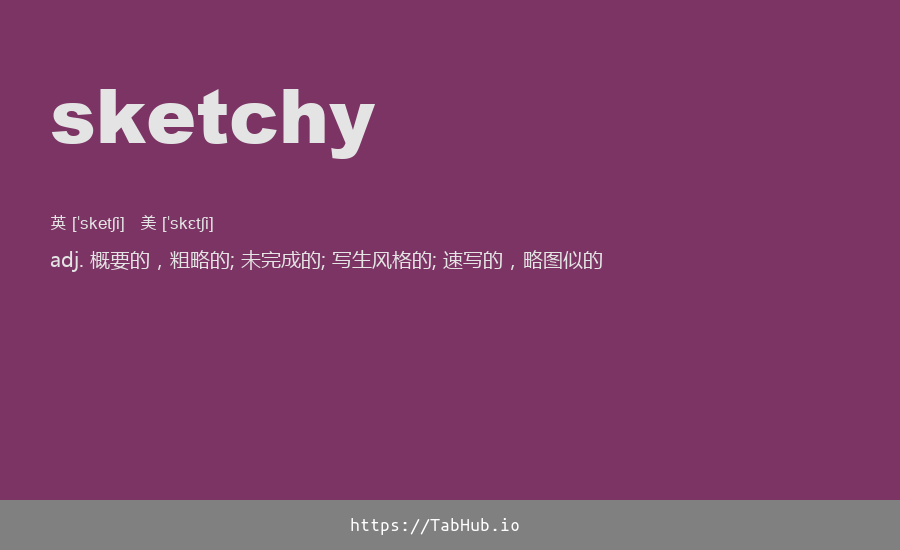 sketchy
英 [ˈsketʃi] 美 [ˈskɛtʃi]
adj. 概要的，粗略的; 未完成的; 写生风格的; 速写的，略图似的
https://TabHub.io